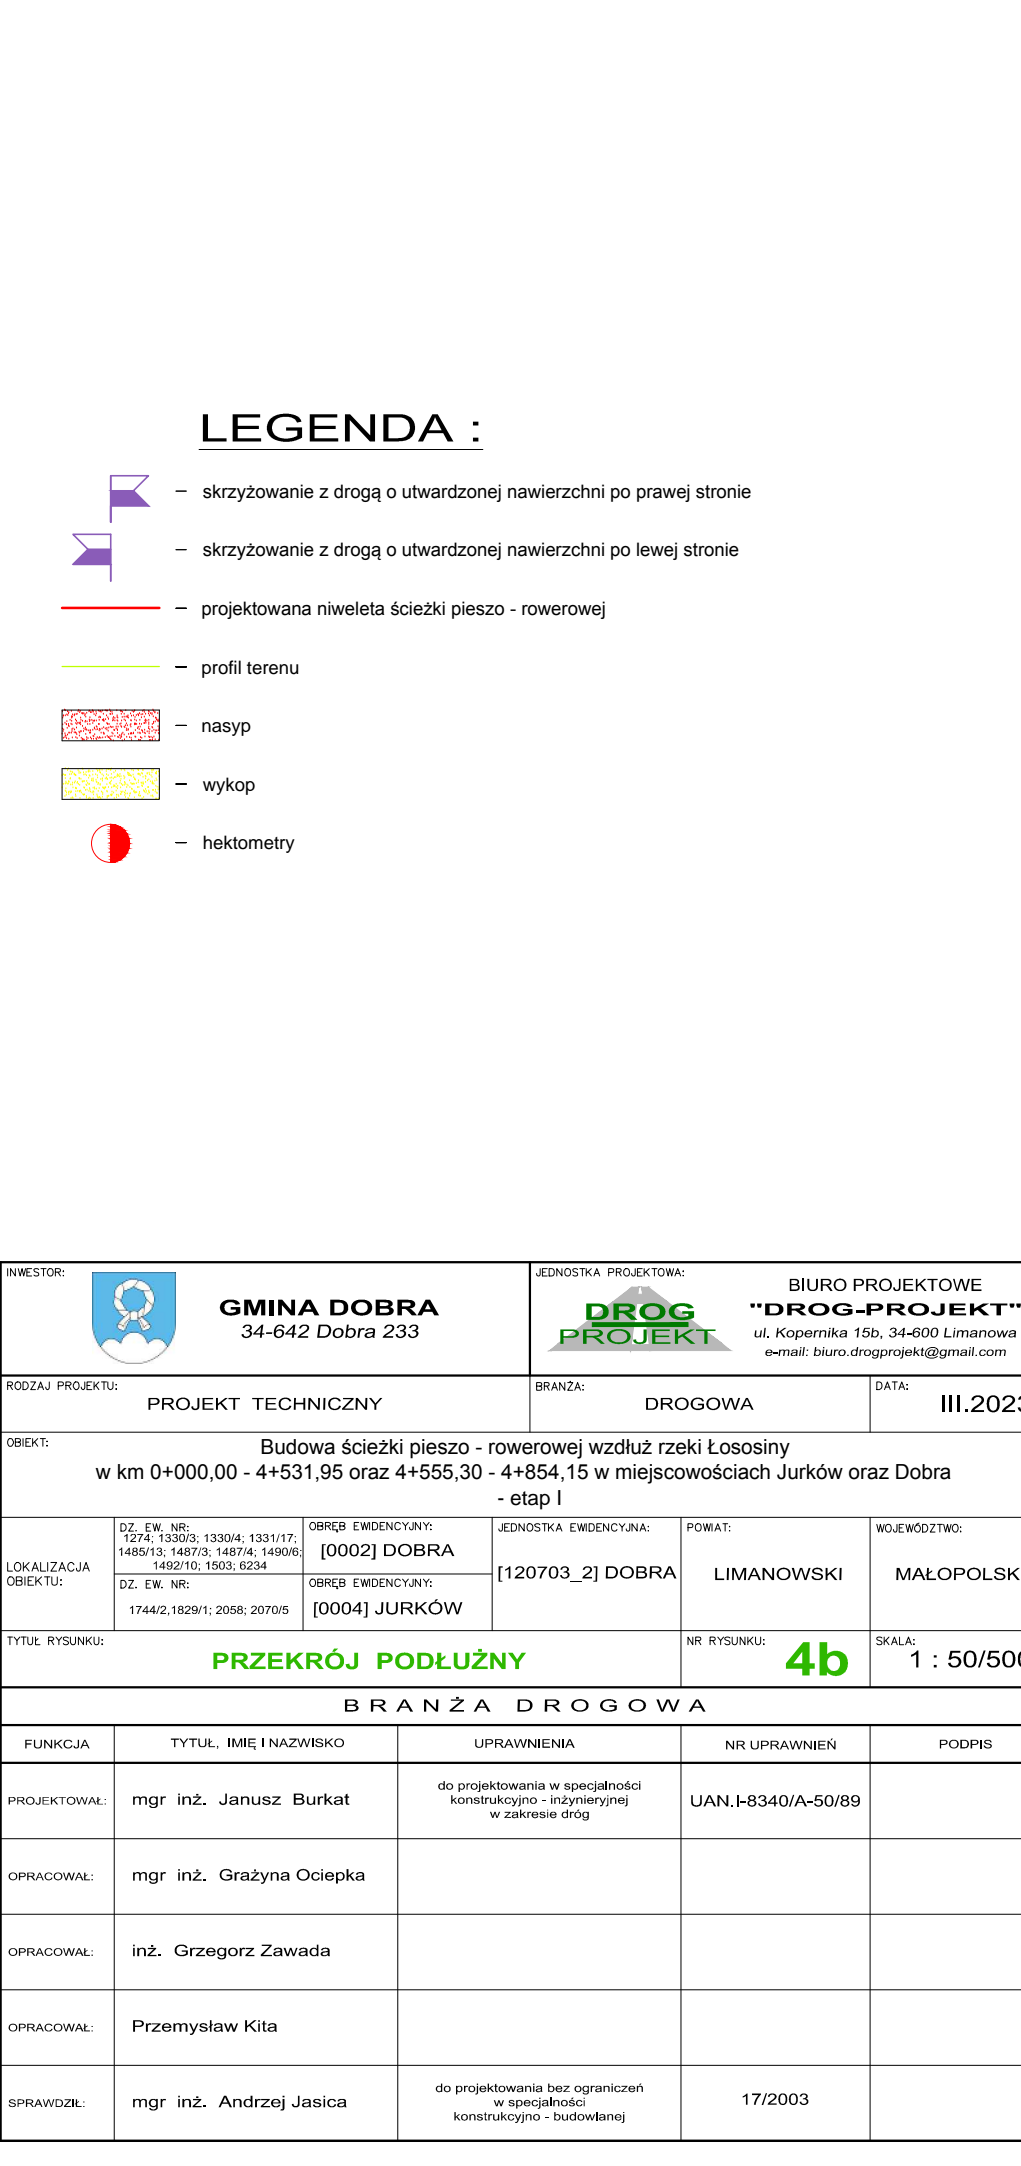 LEGENDA :
– skrzyżowanie z drogą o utwardzonej nawierzchni po prawej stronie
– skrzyżowanie z drogą o utwardzonej nawierzchni po lewej stronie
– projektowana niweleta ścieżki pieszo - rowerowej
– profil terenu
– nasyp
– wykop
– hektometry
INWESTOR:
GMINA DOBRA
34-642 Dobra 233
JEDNOSTKA PROJEKTOWA:
DROG
PROJEKT
BIURO PROJEKTOWE
"DROG-PROJEKT"
ul. Kopernika 15b, 34-600 Limanowa
e-mail: biuro.drogprojekt@gmail.com
RODZAJ PROJEKTU:
PROJEKT TECHNICZNY
BRANŻA:
DROGOWA
DATA:
III.2023
OBIEKT:
Budowa ścieżki pieszo - rowerowej wzdłuż rzeki Łososiny
w km 0+000,00 - 4+531,95 oraz 4+555,30 - 4+854,15 w miejscowościach Jurków oraz Dobra
- etap I
LOKALIZACJA
OBIEKTU:
DZ. EW. NR:
1274; 1330/3; 1330/4; 1331/17;
1485/13; 1487/3; 1487/4; 1490/6;
1492/10; 1503; 6234
OBRĘB EWIDENCYJNY:
[0002] DOBRA
DZ. EW. NR:
1744/2,1829/1; 2058; 2070/5
OBRĘB EWIDENCYJNY:
[0004] JURKÓW
JEDNOSTKA EWIDENCYJNA:
[120703_2] DOBRA
POWIAT:
LIMANOWSKI
WOJEWÓDZTWO:
MAŁOPOLSK
TYTUŁ RYSUNKU:
PRZEKRÓJ PODŁUŻNY
NR RYSUNKU:
4b
SKALA:
1 : 50/500
BRANŻA DROGOWA
FUNKCJA
TYTUŁ, IMIĘ I NAZWISKO
UPRAWNIENIA
NR UPRAWNIEŃ
PODPIS
PROJEKTOWAŁ:
mgr inż. Janusz Burkat
do projektowania w specjalności
konstrukcyjno - inżynieryjnej
w zakresie dróg
UAN.I-8340/A-50/89
OPRACOWAŁ:
mgr inż. Grażyna Ociepka
OPRACOWAŁ:
inż. Grzegorz Zawada
OPRACOWAŁ:
Przemysław Kita
SPRAWDZIŁ:
mgr inż. Andrzej Jasica
do projektowania bez ograniczeń
w specjalności
konstrukcyjno - budowlanej
17/2003